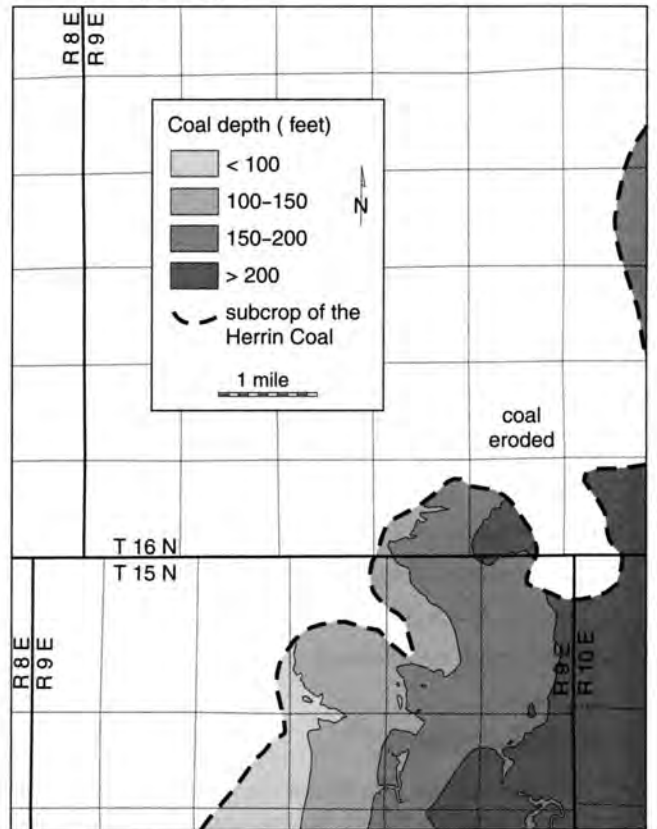 R 8 E
R 9 E
Coal depth ( feet)
< 100
100–150
150–200
> 200
N
subcrop of the
Herrin Coal
1 mile
coal
eroded
T 16 N
T 15 N
R 8 E
R 9 E
R 9 E
R 10 E